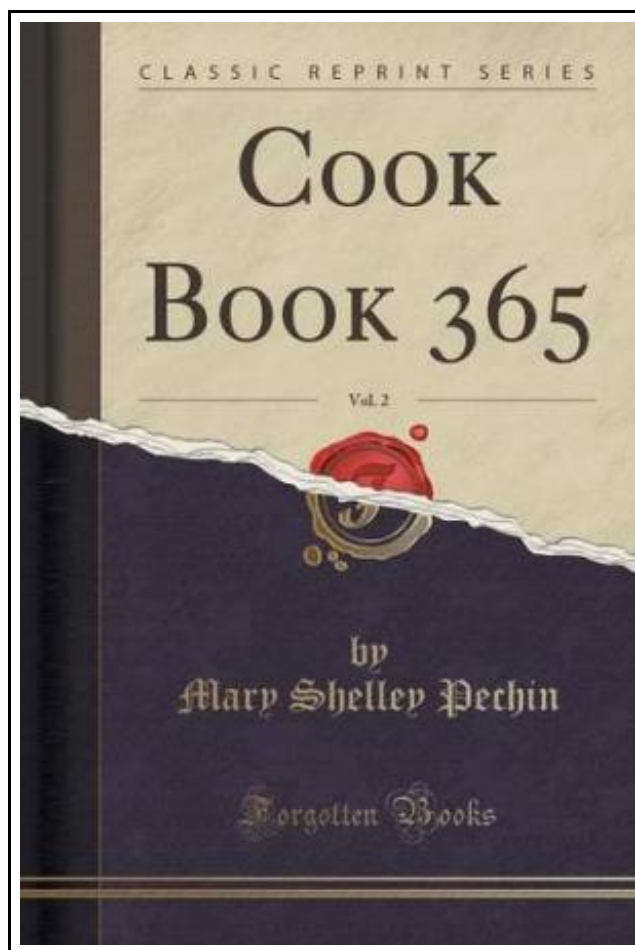 CLASSIC REPRINT SERIES
COOK
BOOK 365
Vol. 2
by
Mary Shelley Pechin
Forgotten Books